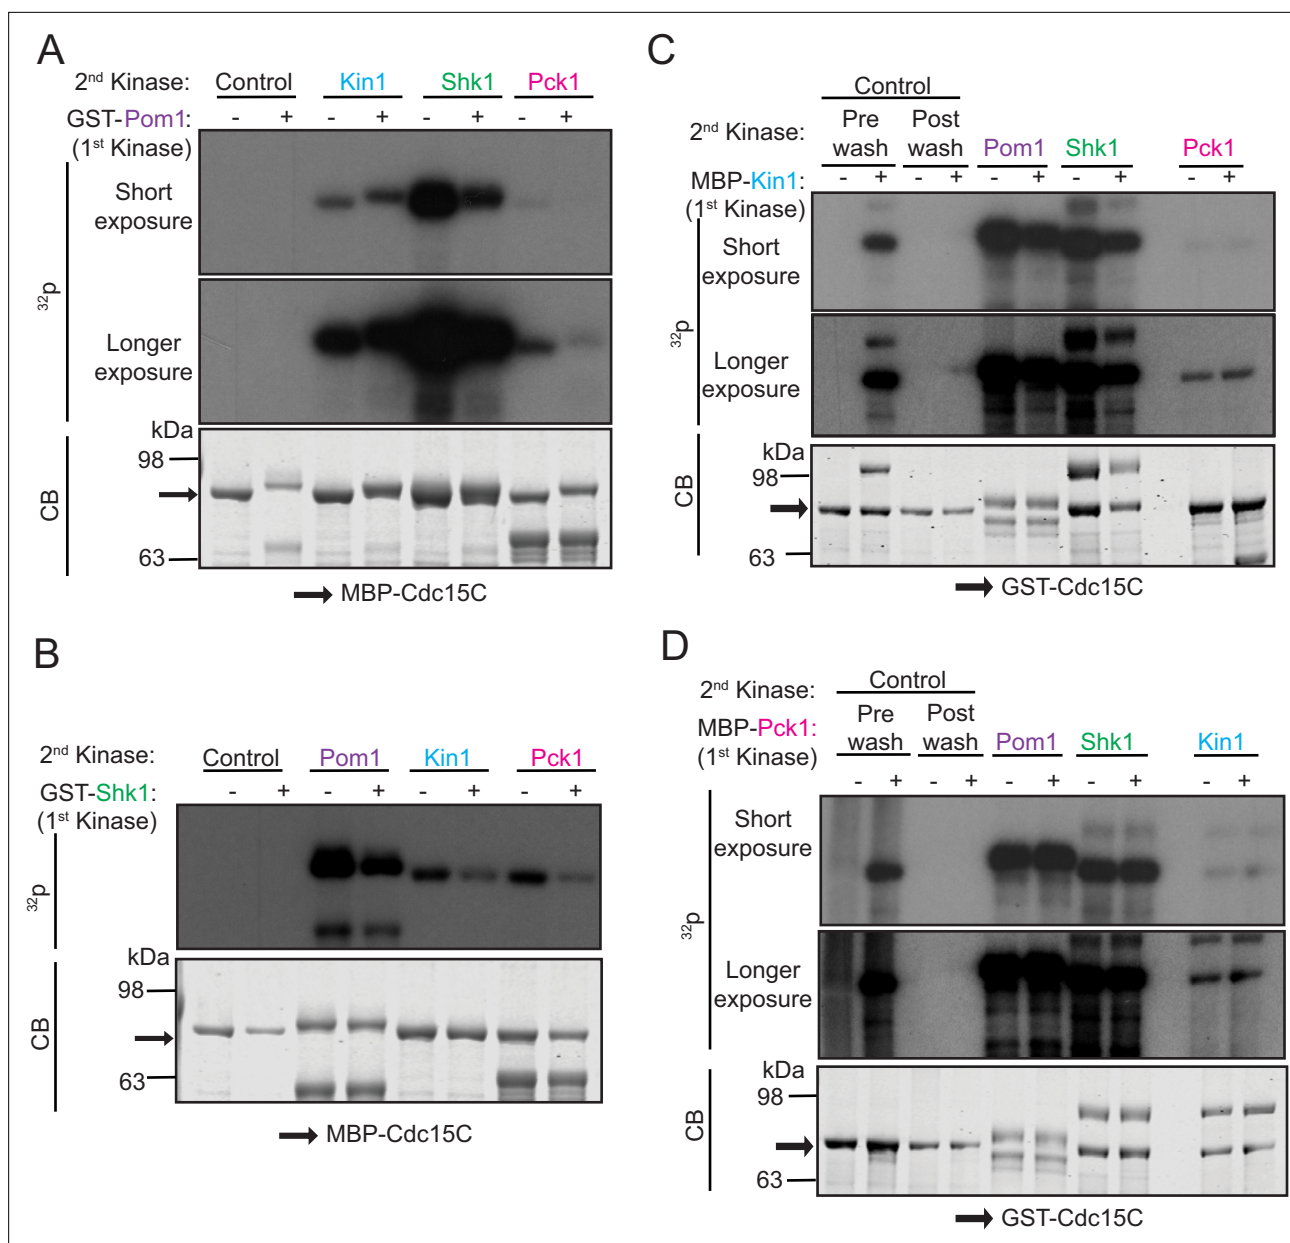 A
2nd Kinase: Control Kin1 Shk1 Pck1
GST-Pom1: - + - + - + - +
(1st Kinase)
Short
exposure
32p
Longer
exposure
kDa
98
CB
63
MBP-Cdc15C
B
2nd Kinase: Control Pom1 Kin1 Pck1
GST-Shk1: - + - + - + - +
(1st Kinase)
32p
kDa
98
CB
63
MBP-Cdc15C
C
Control
2nd Kinase: Pre wash Post wash Pom1 Shk1 Pck1
MBP-Kin1: - + - + - + - + - +
(1st Kinase)
Short
exposure
32p
Longer
exposure
kDa
98
CB
63
GST-Cdc15C
D
2nd Kinase: Control
MBP-Pck1: Pre wash Post wash Pom1 Shk1 Kin1
(1st Kinase)
- + - + - + - + - +
Short
exposure
32p
Longer
exposure
kDa
98
CB
63
GST-Cdc15C